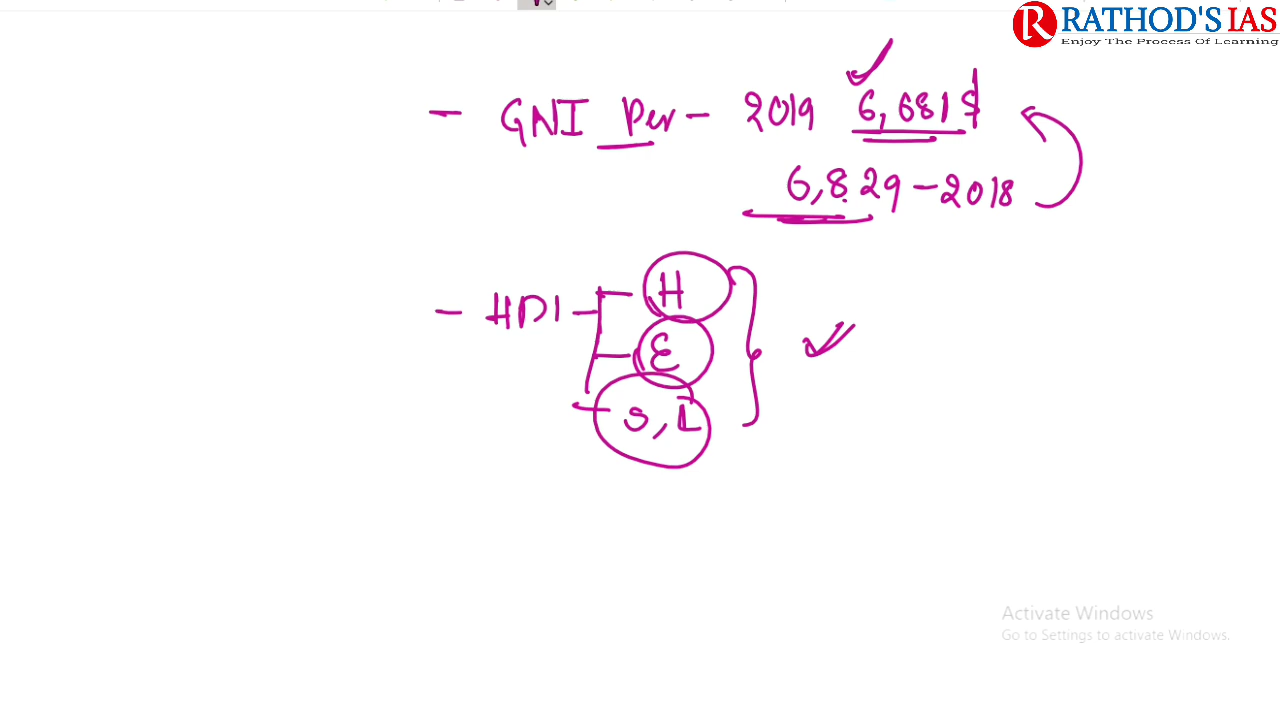 RATHOD'S IAS
Enjoy The Process Of Learning
- GNI Per - 2019 6,681 $
6,829 - 2018
- HDI - H
E
S, L
Activate Windows
Go to Settings to activate Windows.